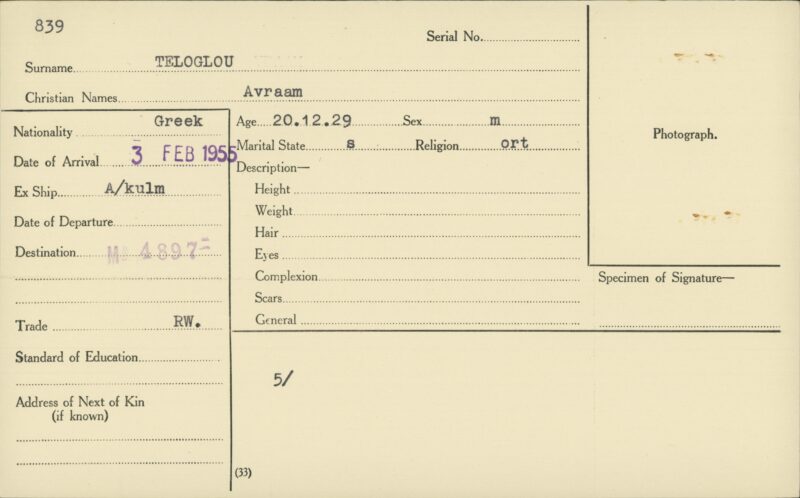 839
Serial No.
Surname TELOGLOU
Christian Names Avraam
Nationality Greek
Age 20.12.29 Sex m
Date of Arrival 3 FEB 1955
Marital State s Religion ort
Ex Ship A/kulm
Date of Departure
Destination 4897
Trade RW.
Standard of Education
Address of Next of Kin
(if known)
Description—
Height
Weight
Hair
Eyes
Complexion
Scars
General
5/
(33)
Photograph.
Specimen of Signature—